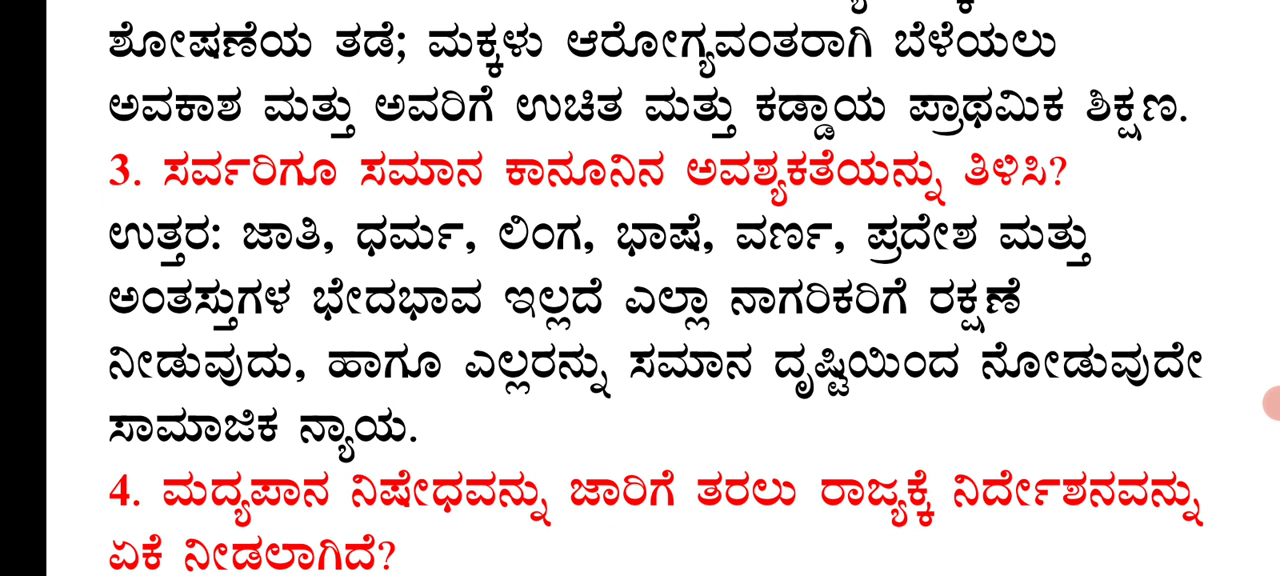 ಶೋಷಣೆಯ ತಡೆ; ಮಕ್ಕಳು ಆರೋಗ್ಯವಂತರಾಗಿ ಬೆಳೆಯಲು
ಅವಕಾಶ ಮತ್ತು ಅವರಿಗೆ ಉಚಿತ ಮತ್ತು ಕಡ್ಡಾಯ ಪ್ರಾಥಮಿಕ ಶಿಕ್ಷಣ.
3. ಸರ್ವರಿಗೂ ಸಮಾನ ಕಾನೂನಿನ ಅವಶ್ಯಕತೆಯನ್ನು ತಿಳಿಸಿ?
ಉತ್ತರ: ಜಾತಿ, ಧರ್ಮ, ಲಿಂಗ, ಭಾಷೆ, ವರ್ಣ, ಪ್ರದೇಶ ಮತ್ತು
ಅಂತಸ್ತುಗಳ ಭೇದಭಾವ ಇಲ್ಲದೆ ಎಲ್ಲಾ ನಾಗರಿಕರಿಗೆ ರಕ್ಷಣೆ
ನೀಡುವುದು, ಹಾಗೂ ಎಲ್ಲರನ್ನು ಸಮಾನ ದೃಷ್ಟಿಯಿಂದ ನೋಡುವುದೇ
ಸಾಮಾಜಿಕ ನ್ಯಾಯ.
4. ಮದ್ಯಪಾನ ನಿಷೇಧವನ್ನು ಜಾರಿಗೆ ತರಲು ರಾಜ್ಯಕ್ಕೆ ನಿರ್ದೇಶನವನ್ನು
ಏಕೆ ನೀಡಲಾಗಿದೆ?